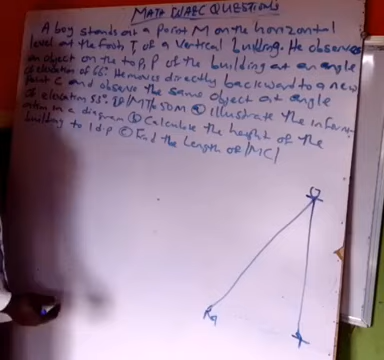 MATH WAEC QUESTIONS
A boy stands at a point M on the horizontal
level at the foot, T, of a vertical building. He observes
an object on the top, P of the building at an angle
of elevation of 66°. He moves directly backward to a new
point C and observe the same object at angle
of elevation 53°. IF /MT/= 50m (a) Illustrate the inform-
ation in a diagram (b) Calculate the height of the
building to 1 d.p (c) Find the Length of /MC/